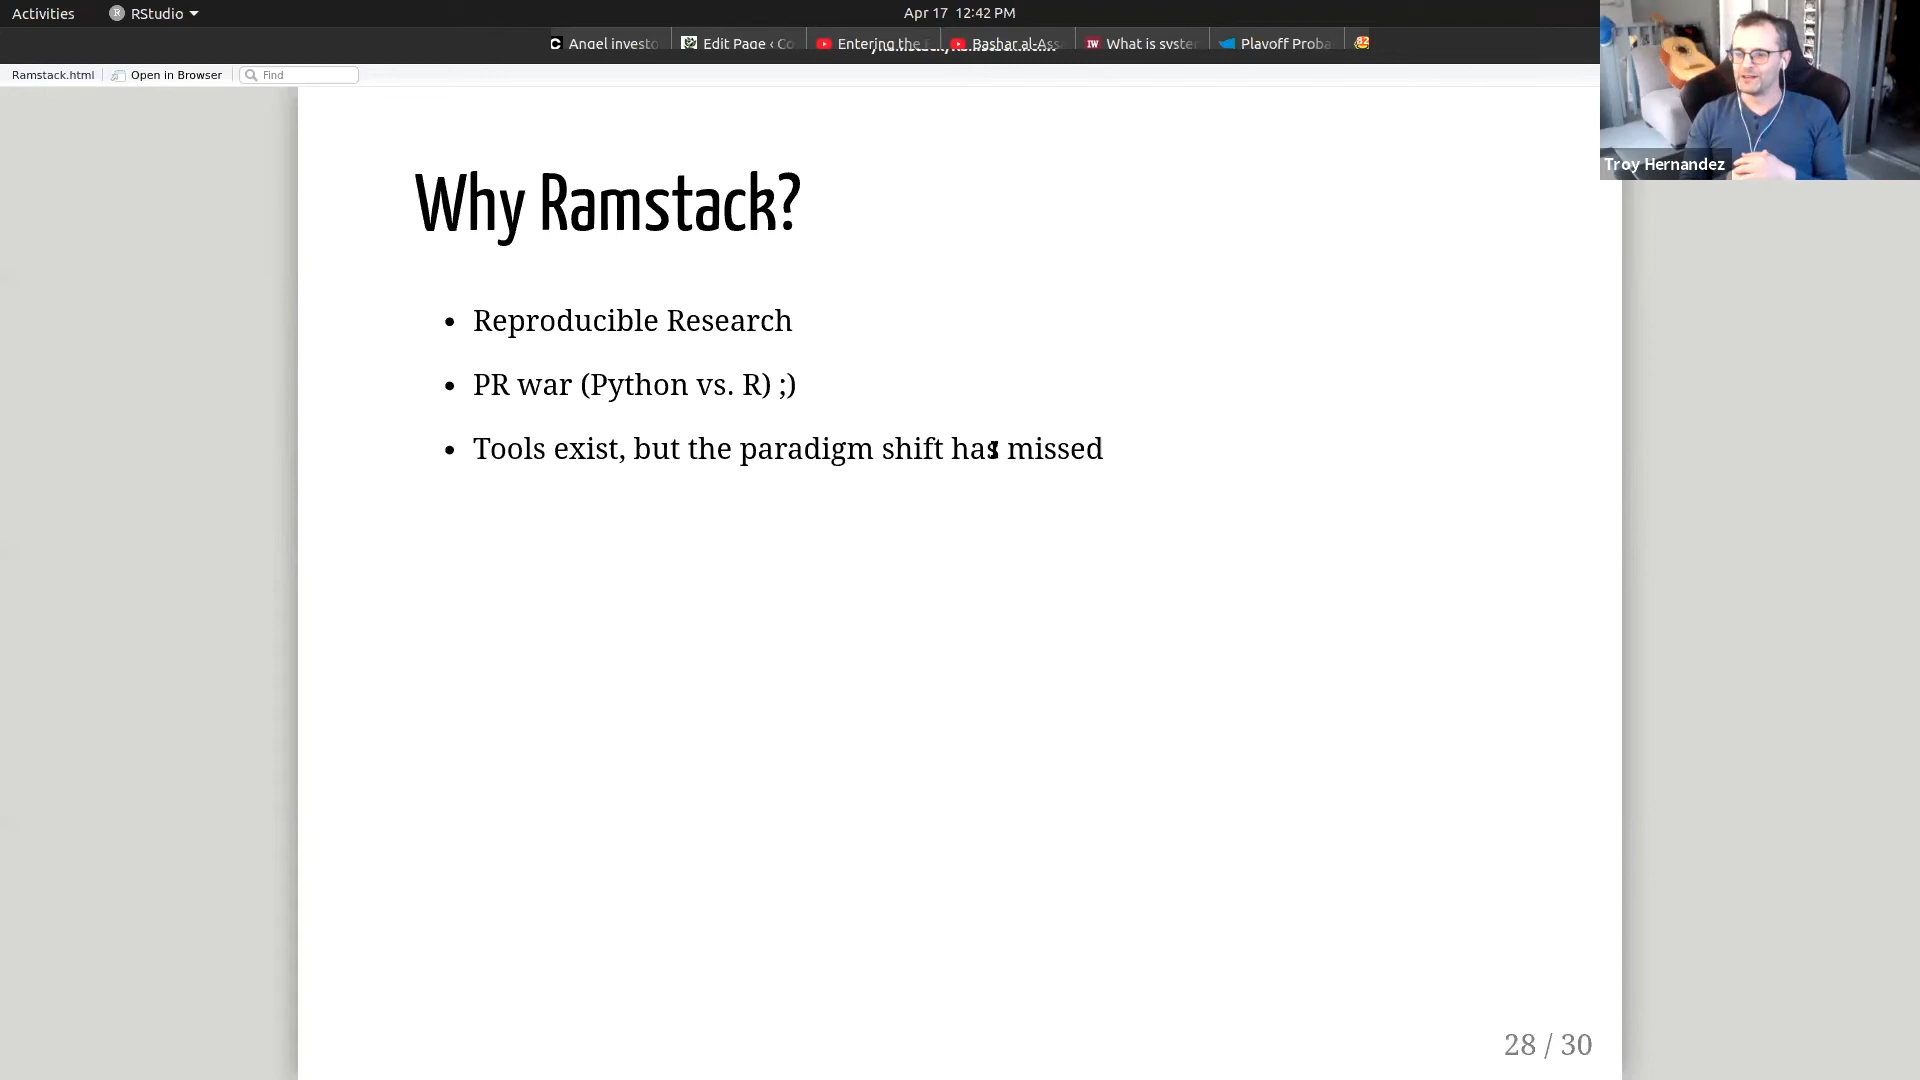 Activities
RStudio
Apr 17 12:42 PM
Angel investo
Edit Page ‹ Co
Entering the
Bashar al-Ass
What is syste
Playoff Proba
Ramstack.html
Open in Browser
Find
Troy Hernandez
Why Ramstack?
• Reproducible Research
• PR war (Python vs. R) ;)
• Tools exist, but the paradigm shift has missed
28 / 30